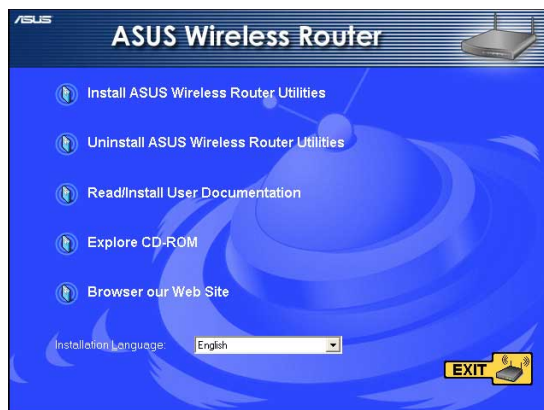 ASUS
ASUS Wireless Router
Install ASUS Wireless Router Utilities
Uninstall ASUS Wireless Router Utilities
Read/Install User Documentation
Explore CD-ROM
Browser our Web Site
Installation Language: English
EXIT